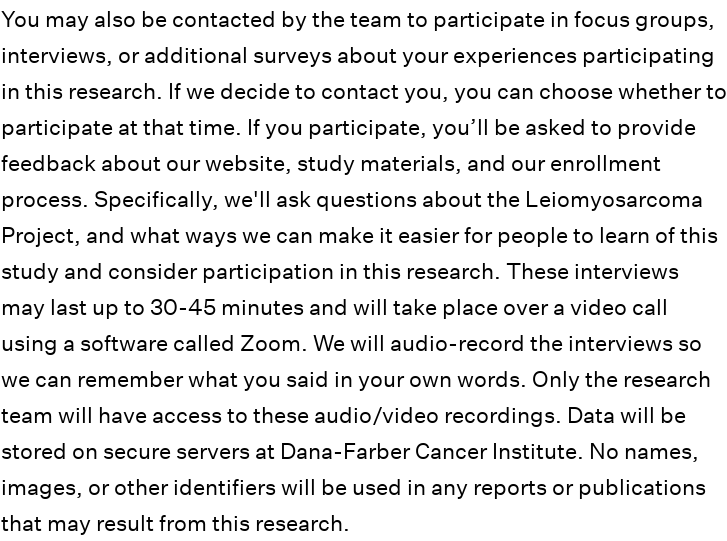 You may also be contacted by the team to participate in focus groups,
interviews, or additional surveys about your experiences participating
in this research. If we decide to contact you, you can choose whether to
participate at that time. If you participate, you’ll be asked to provide
feedback about our website, study materials, and our enrollment
process. Specifically, we'll ask questions about the Leiomyosarcoma
Project, and what ways we can make it easier for people to learn of this
study and consider participation in this research. These interviews
may last up to 30-45 minutes and will take place over a video call
using a software called Zoom. We will audio-record the interviews so
we can remember what you said in your own words. Only the research
team will have access to these audio/video recordings. Data will be
stored on secure servers at Dana-Farber Cancer Institute. No names,
images, or other identifiers will be used in any reports or publications
that may result from this research.